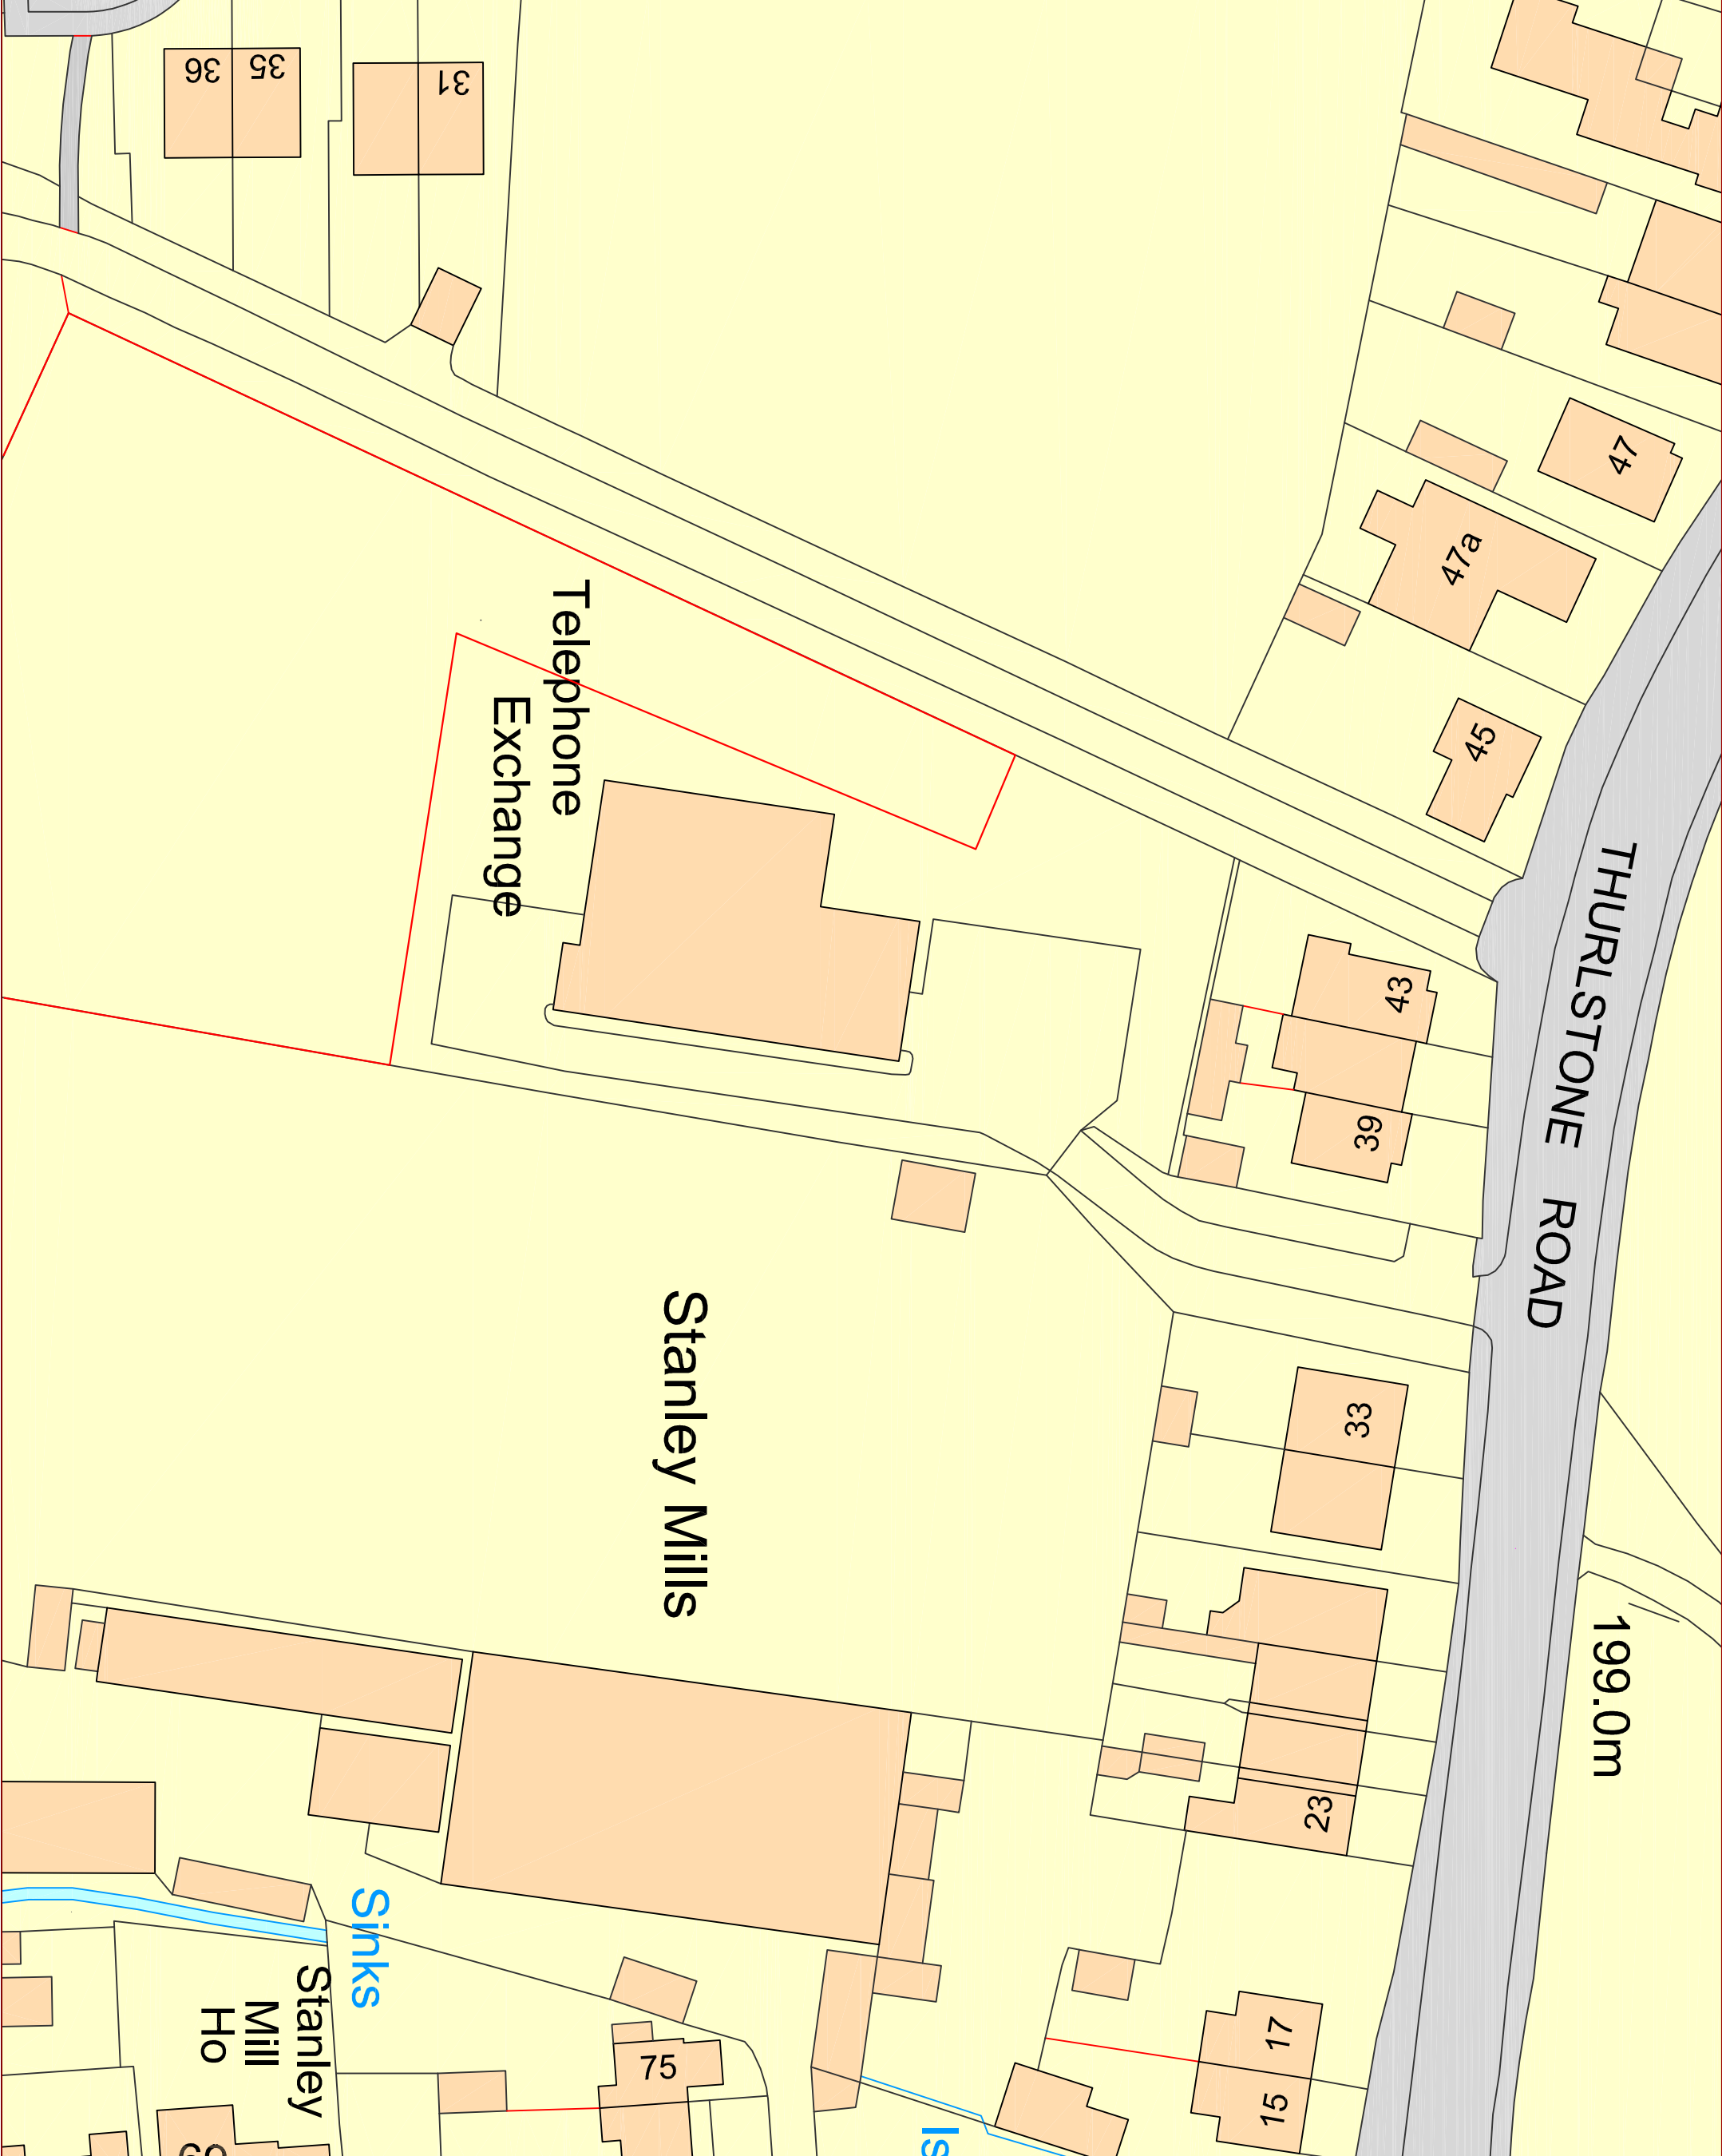 36
35
31
47
47a
45
Telephone
Exchange
43
39
THURLSTONE ROAD
Stanley Mills
33
199.0m
23
Sinks
Stanley
Mill
Ho
17
15
75
Is